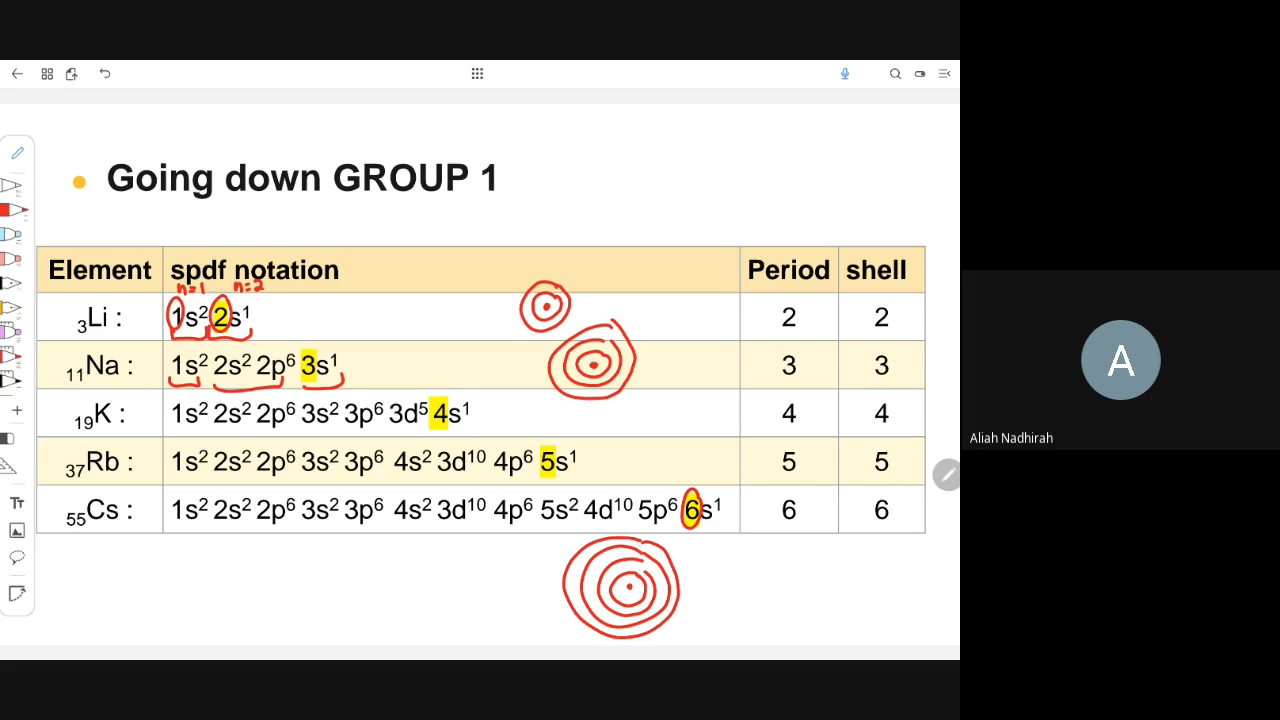 • Going down GROUP 1
Element spdf notation Period shell
n=1 n=2
₃Li : 1s² 2s¹ 2 2
₁₁Na : 1s² 2s² 2p⁶ 3s¹ 3 3
₁₉K : 1s² 2s² 2p⁶ 3s² 3p⁶ 3d⁵ 4s¹ 4 4
₃₇Rb : 1s² 2s² 2p⁶ 3s² 3p⁶ 4s² 3d¹⁰ 4p⁶ 5s¹ 5 5
₅₅Cs : 1s² 2s² 2p⁶ 3s² 3p⁶ 4s² 3d¹⁰ 4p⁶ 5s² 4d¹⁰ 5p⁶ 6s¹ 6 6
Tт
A
Aliah Nadhirah